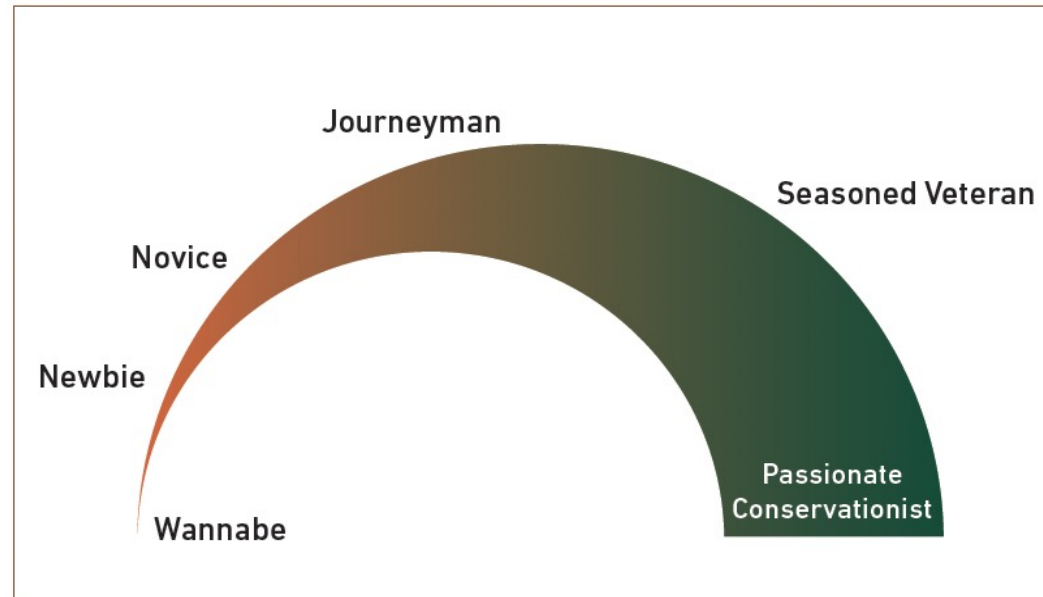 Journeyman
Seasoned Veteran
Novice
Newbie
Passionate
Conservationist
Wannabe